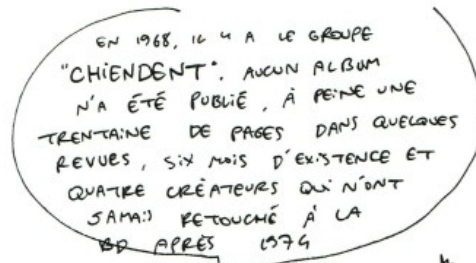 EN 1968, IL Y A LE GROUPE
"CHIENDENT". AUCUN ALBUM
N'A ÉTÉ PUBLIÉ, À PEINE UNE
TRENTAINE DE PAGES DANS QUELQUES
REVUES, SIX MOIS D'EXISTENCE ET
QUATRE CRÉATEURS QUI N'ONT
JAMAIS RETOUCHÉ À LA
BD APRÈS 1974